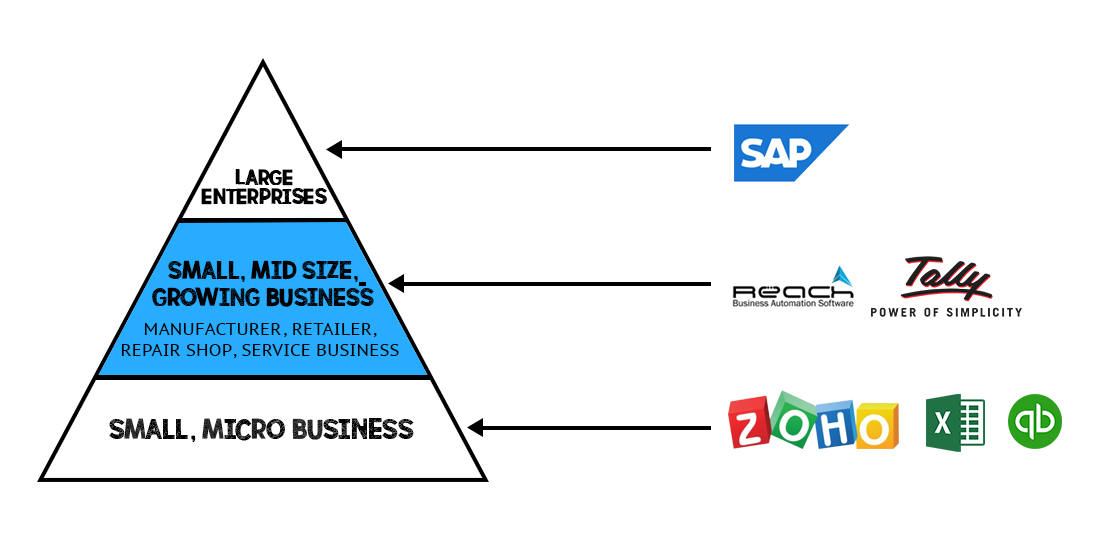 SAP
LARGE
ENTERPRISES
SMALL, MID SIZE,
GROWING BUSINESS
MANUFACTURER, RETAILER,
REPAIR SHOP, SERVICE BUSINESS
REACH
Business Automation Software
Tally
POWER OF SIMPLICITY
SMALL, MICRO BUSINESS
ZOHO
X
qb